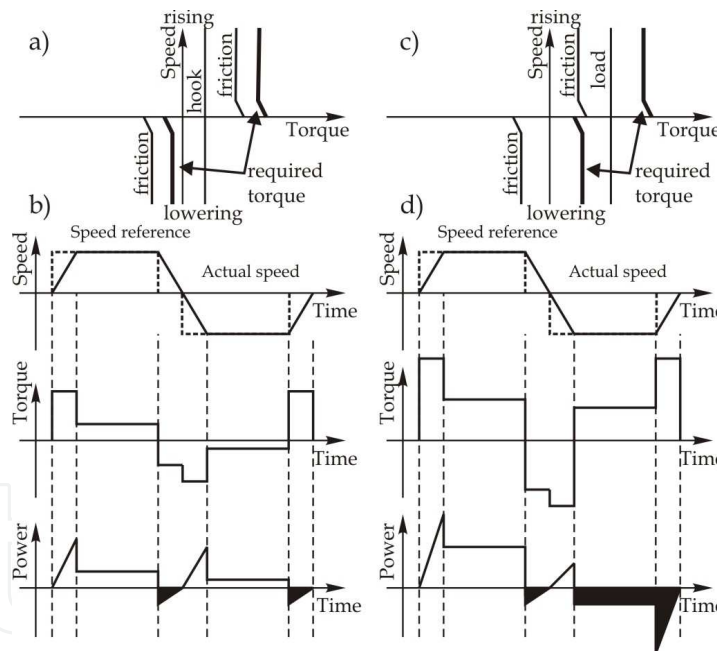 a)
rising
Speed
hook
friction
Torque
friction
required
torque
lowering
b)
Speed reference
Speed
Actual speed
Time
Torque
Time
Power
Time
c)
rising
Speed
friction
load
Torque
friction
required
torque
lowering
d)
Speed reference
Speed
Actual speed
Time
Torque
Time
Power
Time